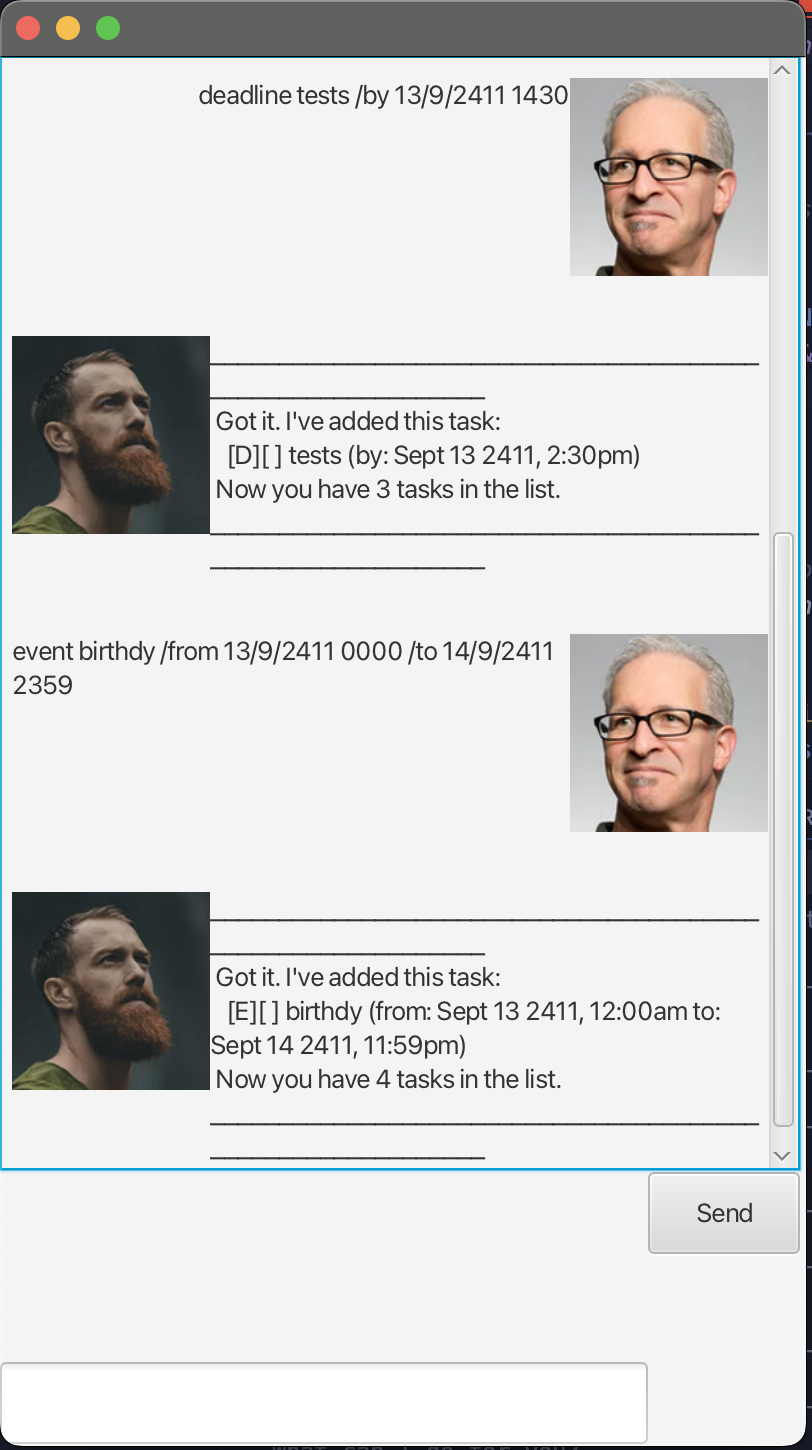 deadline tests /by 13/9/2411 1430
____________________________________________________________
Got it. I've added this task:
[D][ ] tests (by: Sept 13 2411, 2:30pm)
Now you have 3 tasks in the list.
____________________________________________________________
event birthdy /from 13/9/2411 0000 /to 14/9/2411
2359
____________________________________________________________
Got it. I've added this task:
[E][ ] birthdy (from: Sept 13 2411, 12:00am to:
Sept 14 2411, 11:59pm)
Now you have 4 tasks in the list.
____________________________________________________________
Send